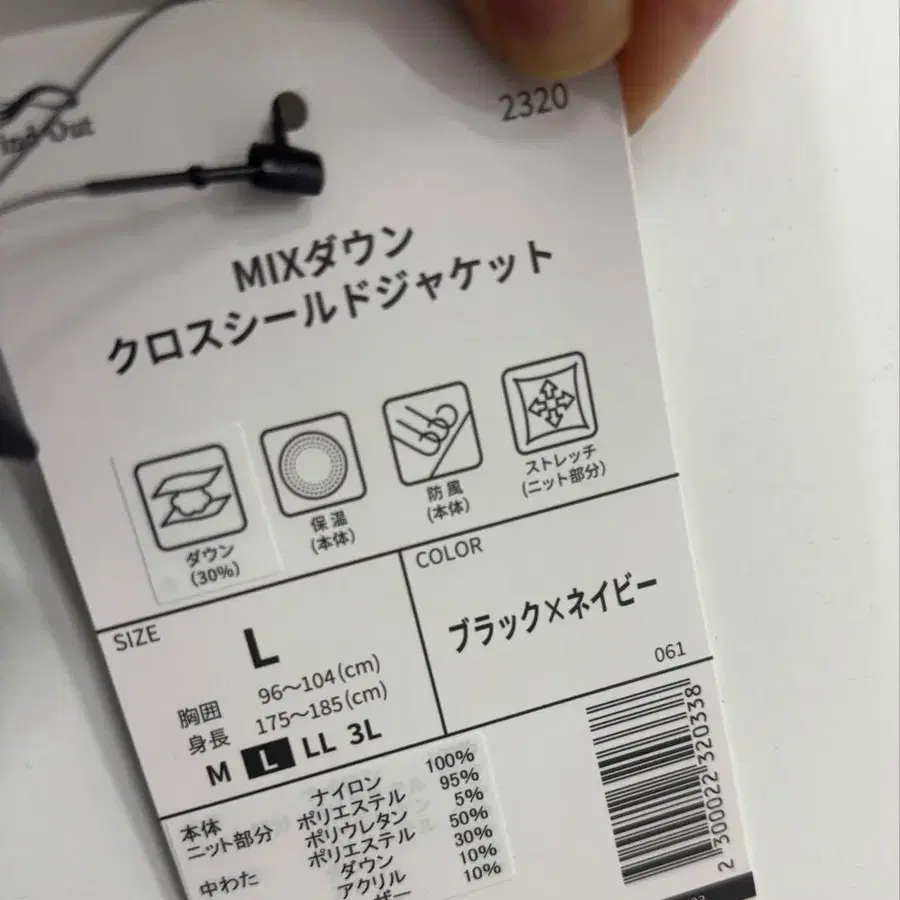 2320
MIXダウン
クロスシールドジャケット
ダウン
(30%)
保温
(本体)
防風
(本体)
ストレッチ
(ニット部分)
SIZE
L
胸囲 96～104(cm)
身長 175～185(cm)
M L LL 3L
COLOR
ブラック×ネイビー
061
本体 ナイロン 100%
ニット部分 ポリエステル 95%
ポリウレタン 5%
中わた ポリエステル 50%
ダウン 30%
アクリル 10%
10%
2 300022 320338